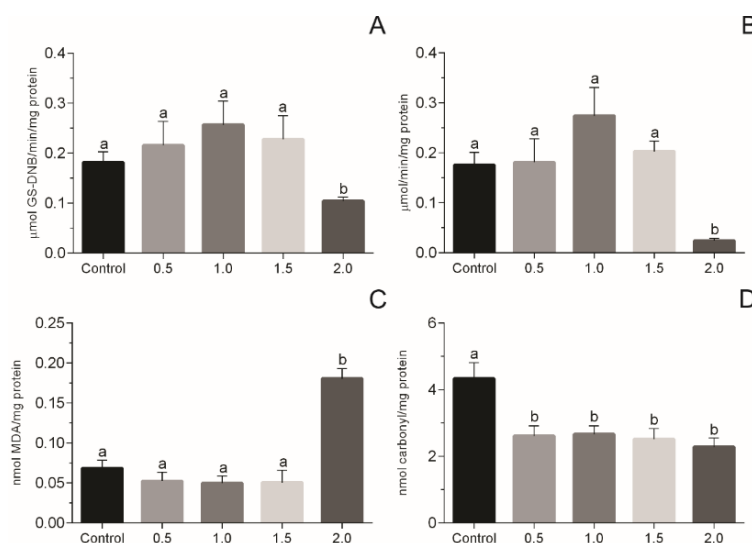 A
μmol GS-DNB/min/mg protein
0.4
0.3
0.2
0.1
0.0
a
a
a
a
b
Control 0.5 1.0 1.5 2.0
B
μmol/min/mg protein
0.4
0.3
0.2
0.1
0.0
a
a
a
a
b
Control 0.5 1.0 1.5 2.0
C
nmol MDA/mg protein
0.25
0.20
0.15
0.10
0.05
0.00
a
a
a
a
b
Control 0.5 1.0 1.5 2.0
D
nmol carbonyl/mg protein
6
4
2
0
a
b
b
b
b
Control 0.5 1.0 1.5 2.0